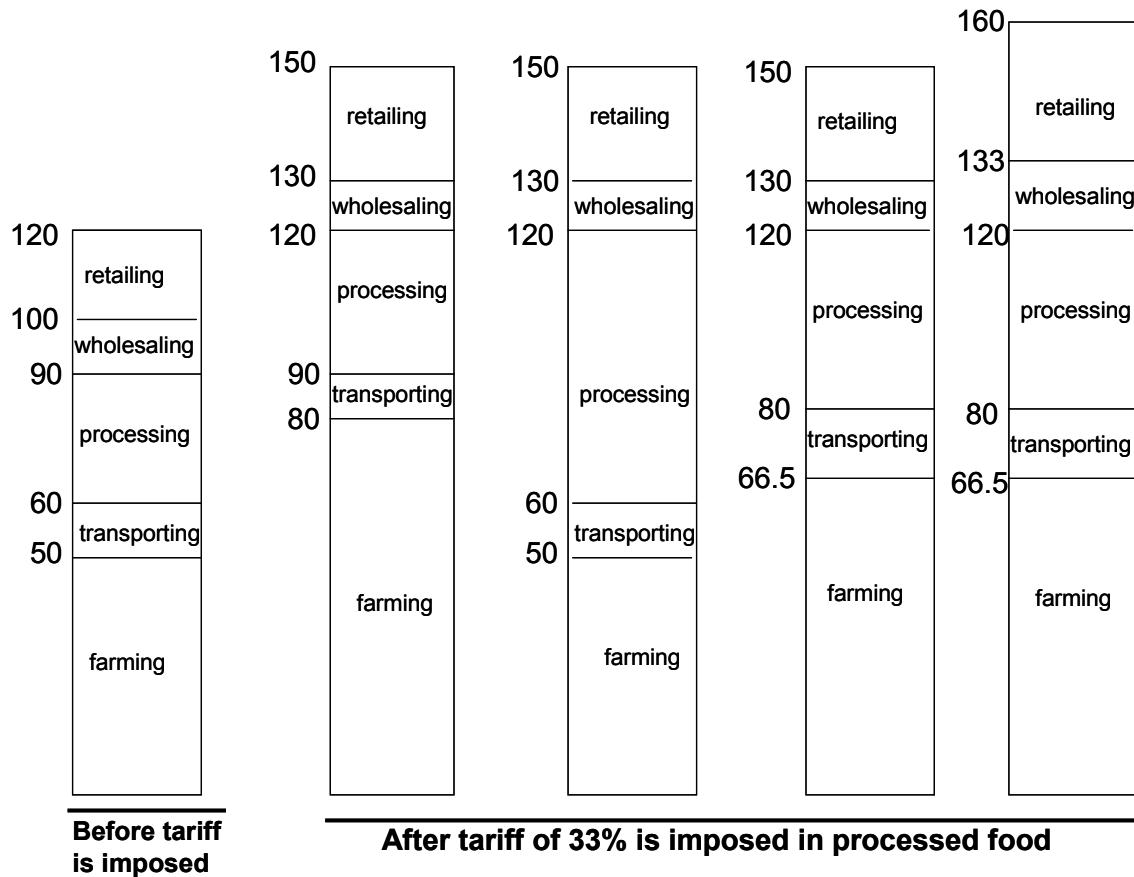 120
retailing
100
wholesaling
90
processing
60
transporting
50
farming
Before tariff
is imposed
150
retailing
130
wholesaling
120
processing
90
transporting
80
farming
150
retailing
130
wholesaling
120
processing
60
transporting
50
farming
150
retailing
130
wholesaling
120
processing
80
transporting
66.5
farming
160
retailing
133
wholesaling
120
processing
80
transporting
66.5
farming
After tariff of 33% is imposed in processed food